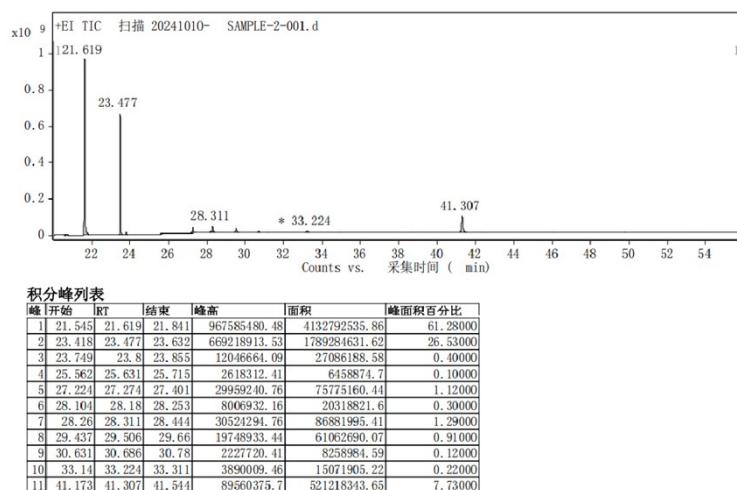 +EI TIC 扫描 20241010- SAMPLE-2-001.d
x10 9
1
0.8
0.6
0.4
0.2
0
121.619
23.477
28.311
* 33.224
41.307
22 24 26 28 30 32 34 36 38 40 42 44 46 48 50 52 54
Counts vs. 采集时间 ( min)
积分峰列表
峰 开始 RT 结束 峰高 面积 峰面积百分比
1 21.545 21.619 21.841 967585480.48 4132792535.86 61.28000
2 23.418 23.477 23.632 669218913.53 1789284631.62 26.53000
3 23.749 23.8 23.855 12046664.09 27086188.58 0.40000
4 25.562 25.631 25.715 2618312.41 6458874.7 0.10000
5 27.224 27.274 27.401 29959240.76 75775160.44 1.12000
6 28.104 28.18 28.253 8006932.16 20318821.6 0.30000
7 28.26 28.311 28.444 30524294.76 86881995.41 1.29000
8 29.437 29.506 29.66 19748933.44 61062690.07 0.91000
9 30.631 30.686 30.78 2227720.41 8258984.59 0.12000
10 33.14 33.224 33.311 3890009.46 15071905.22 0.22000
11 41.173 41.307 41.544 89560375.7 521218343.65 7.73000